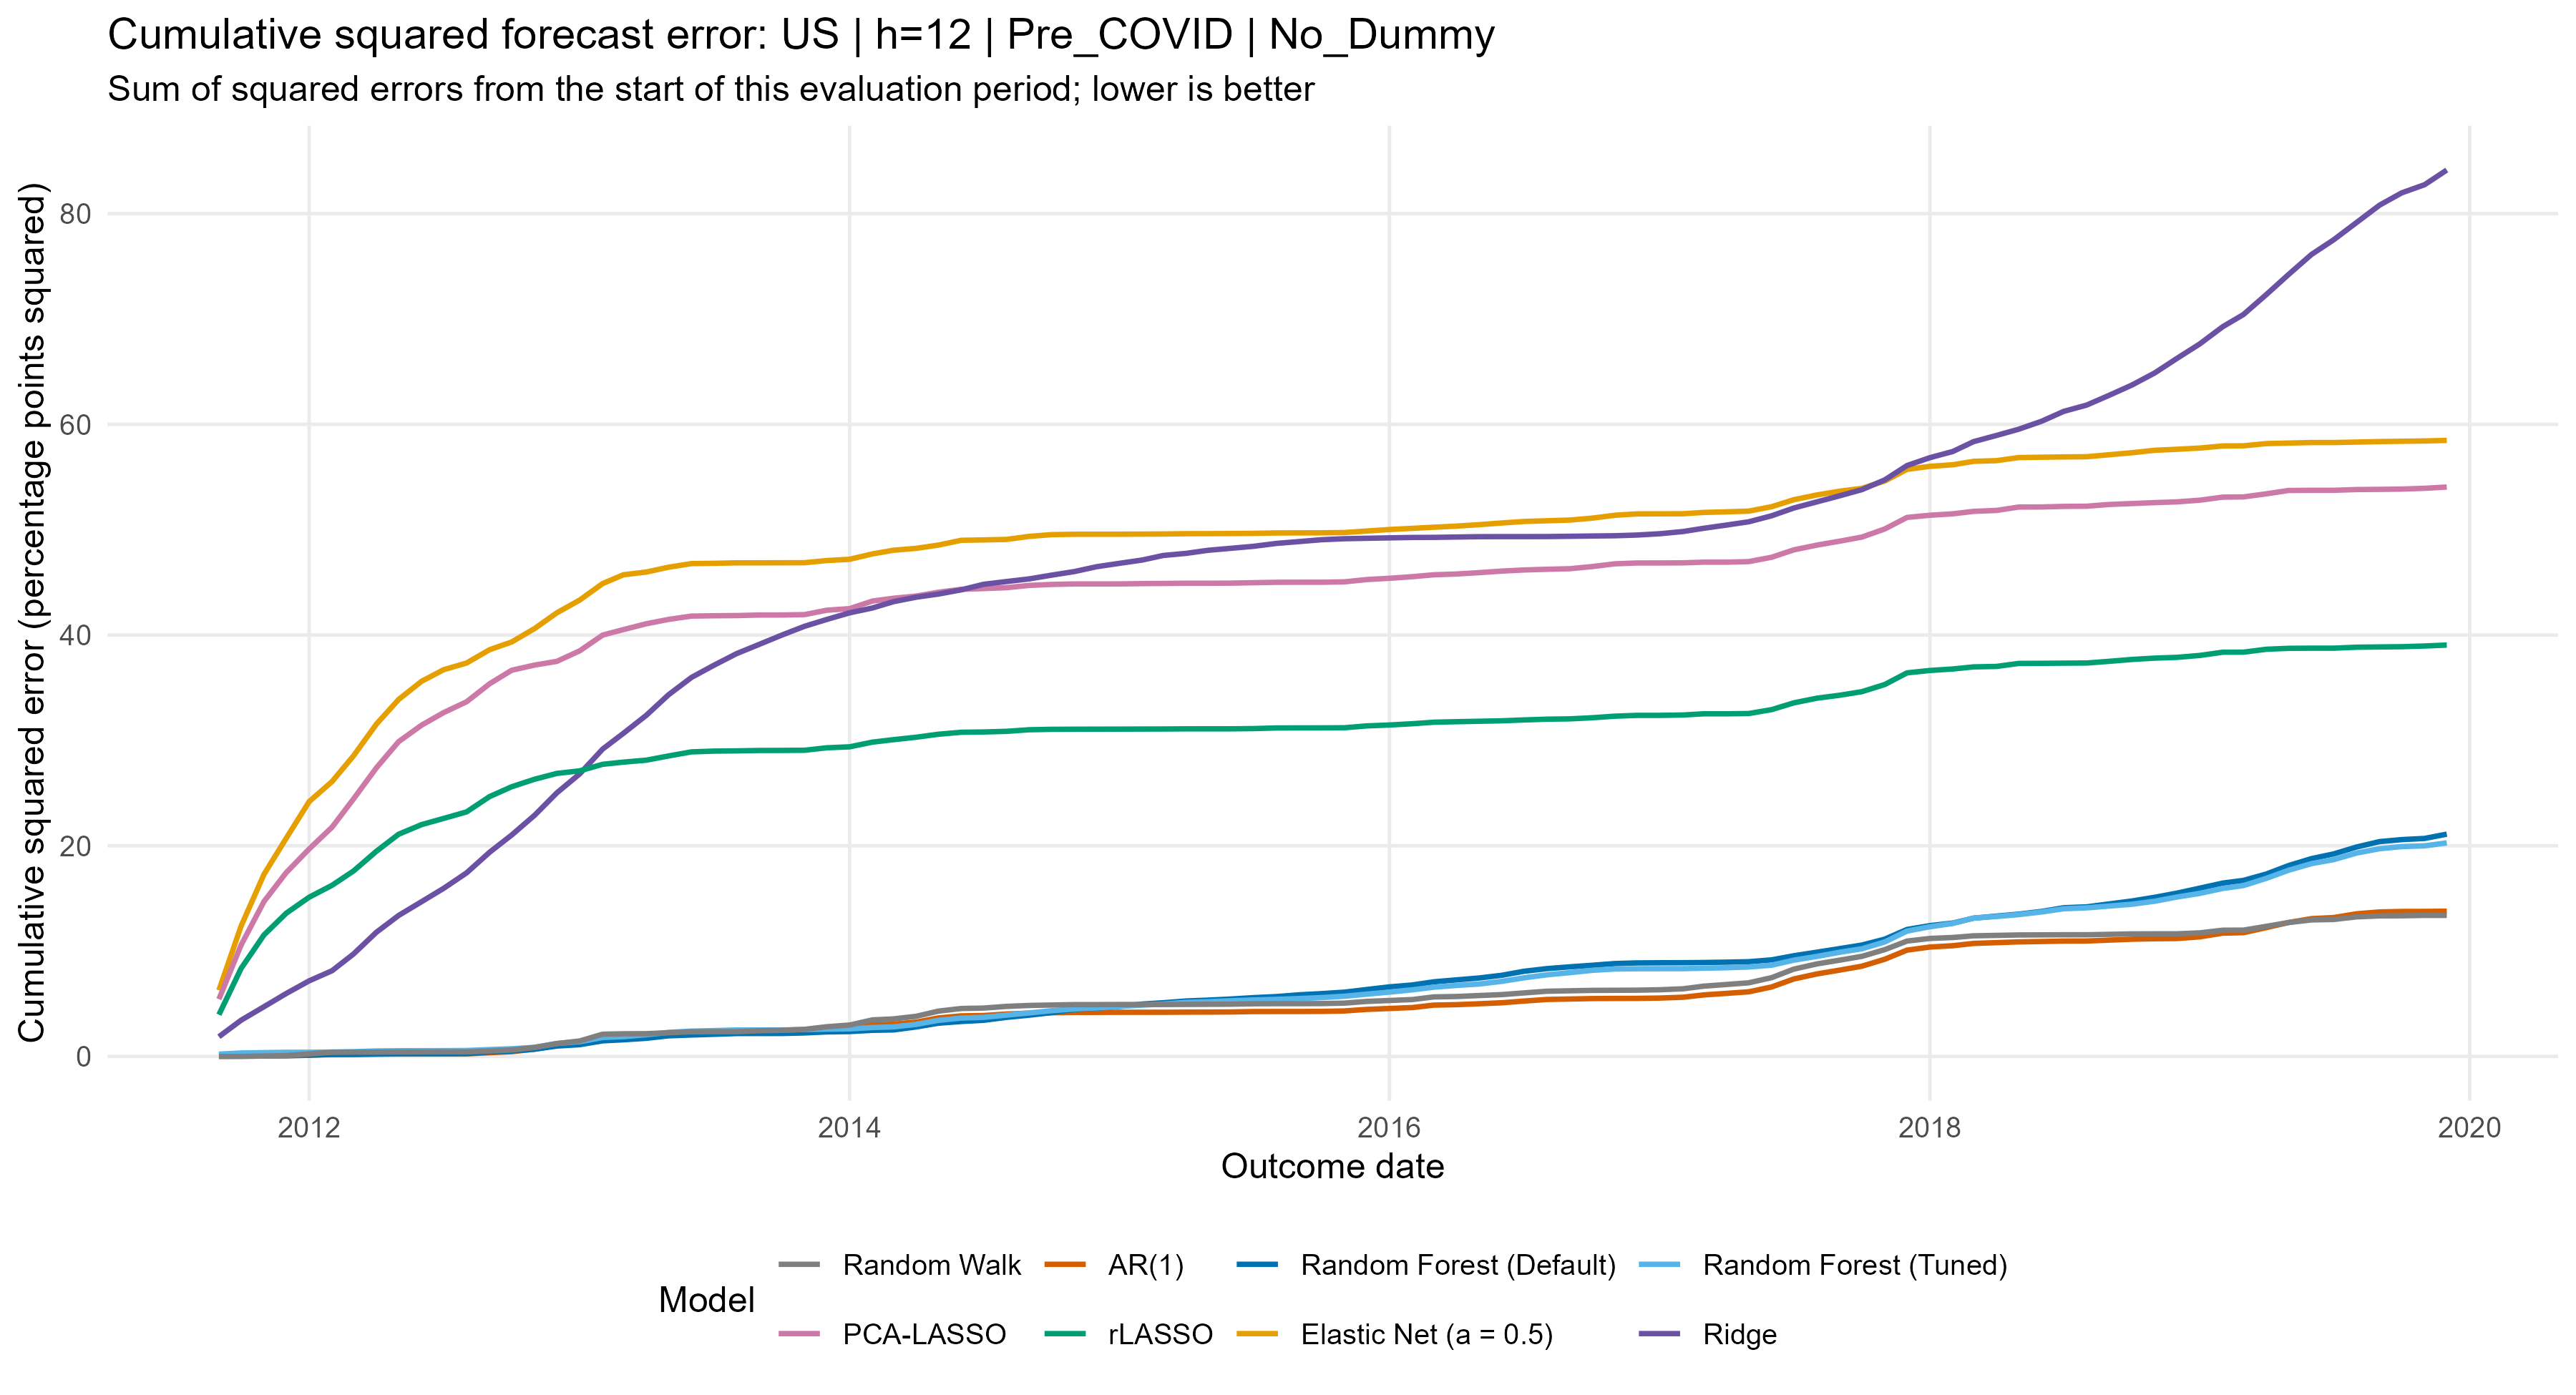 Cumulative squared forecast error: US | h=12 | Pre_COVID | No_Dummy
Sum of squared errors from the start of this evaluation period; lower is better
Cumulative squared error (percentage points squared)
80
60
40
20
0
2012 2014 2016 2018 2020
Outcome date
Model
Random Walk AR(1) Random Forest (Default) Random Forest (Tuned)
PCA-LASSO rLASSO Elastic Net (a = 0.5) Ridge